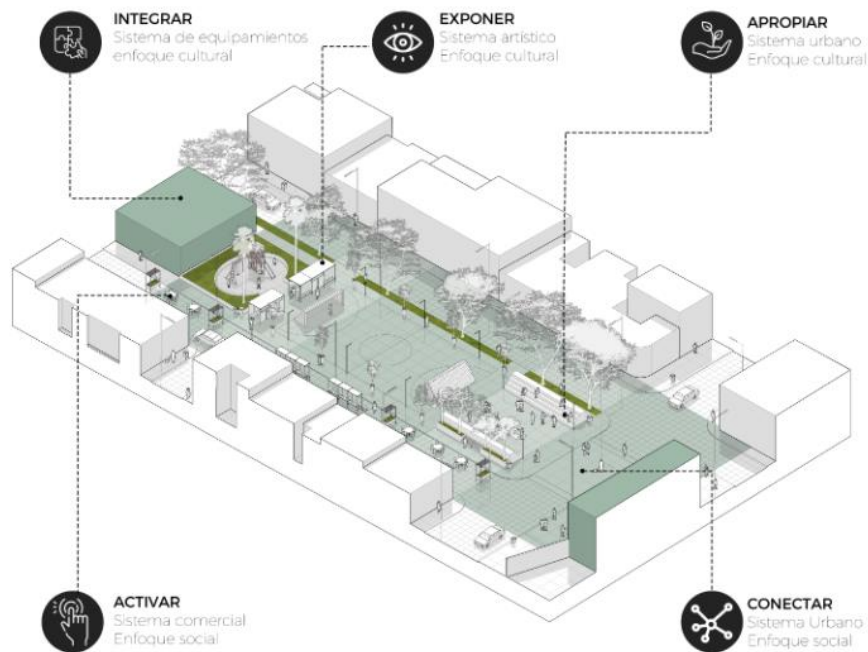 INTEGRAR
Sistema de equipamientos
enfoque cultural
EXPONER
Sistema artístico
Enfoque cultural
APROPIAR
Sistema urbano
Enfoque cultural
ACTIVAR
Sistema comercial
Enfoque social
CONECTAR
Sistema Urbano
Enfoque social